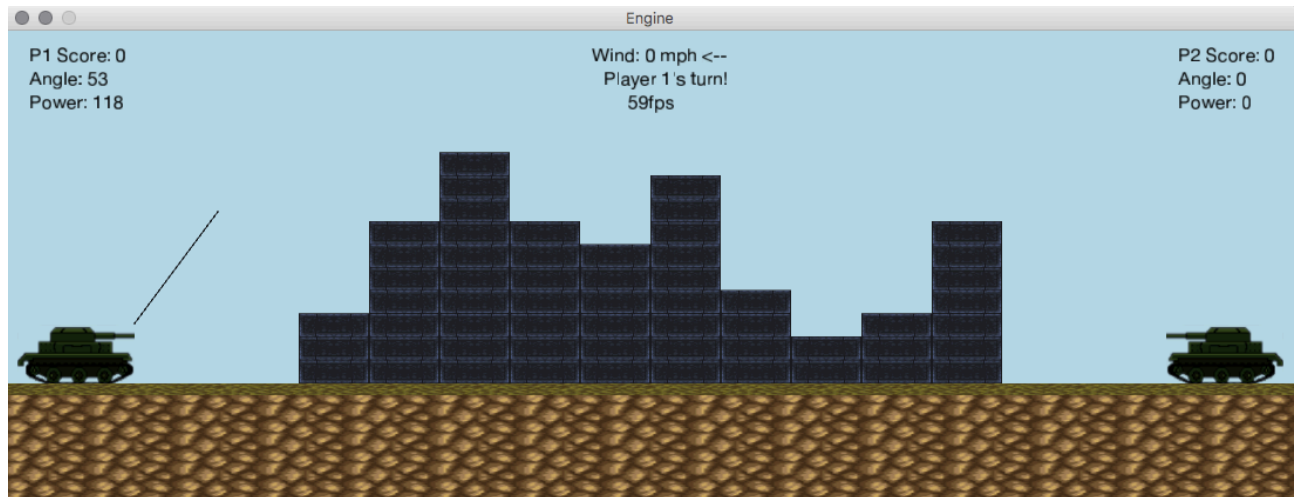 Engine
P1 Score: 0
Angle: 53
Power: 118
Wind: 0 mph <--
Player 1's turn!
59fps
P2 Score: 0
Angle: 0
Power: 0